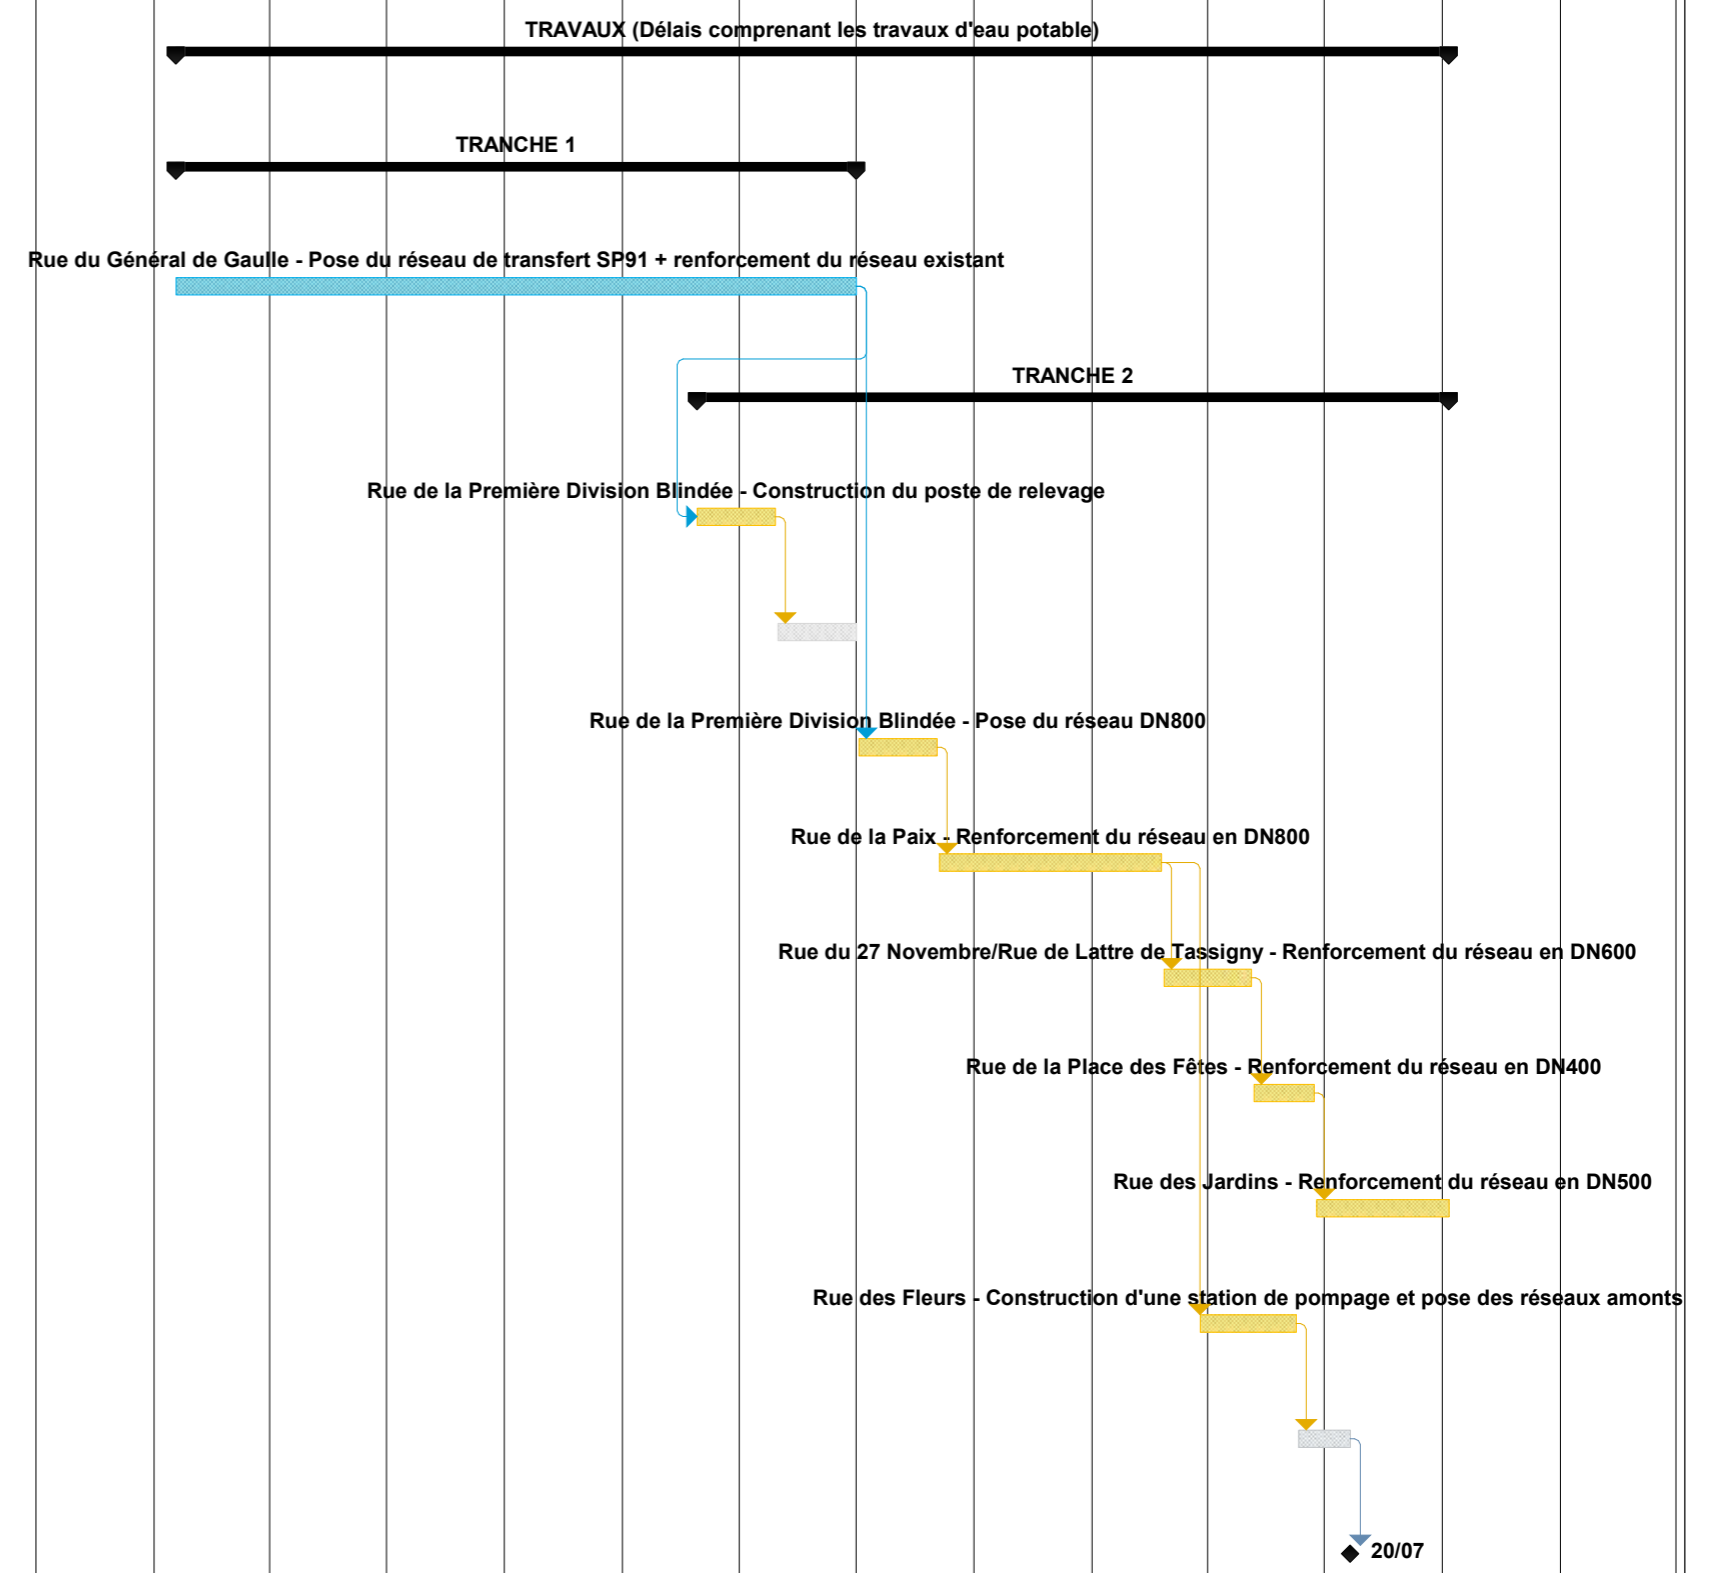 TRAVAUX (Délais comprenant les travaux d'eau potable)
TRANCHE 1
Rue du Général de Gaulle - Pose du réseau de transfert SP91 + renforcement du réseau existant
TRANCHE 2
Rue de la Première Division Blindée - Construction du poste de relevage
Rue de la Première Division Blindée - Pose du réseau DN800
Rue de la Paix - Renforcement du réseau en DN800
Rue du 27 Novembre/Rue de Lattre de Tassigny - Renforcement du réseau en DN600
Rue de la Place des Fêtes - Renforcement du réseau en DN400
Rue des Jardins - Renforcement du réseau en DN500
Rue des Fleurs - Construction d'une station de pompage et pose des réseaux amonts
20/07